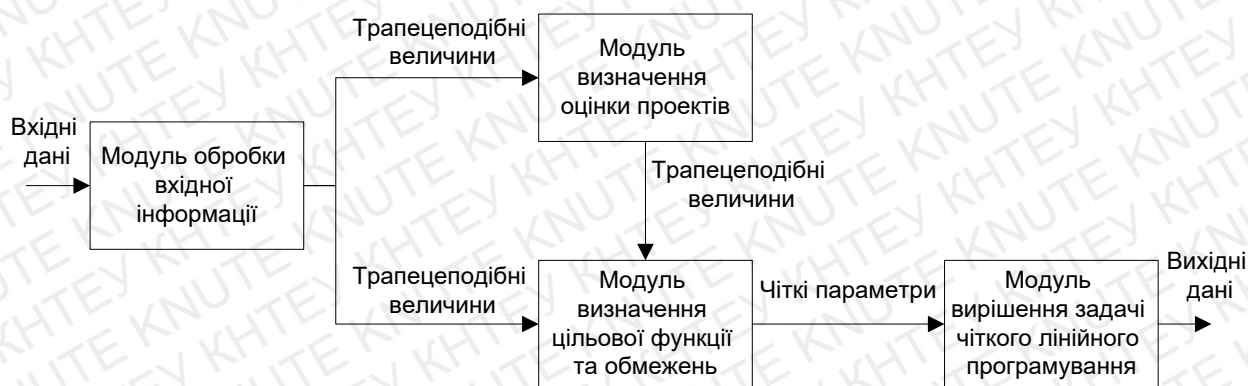 Трапецеподібні
величини
Модуль
визначення
оцінки проектів
Вхідні
дані
Модуль обробки
вхідної
інформації
Трапецеподібні
величини
Трапецеподібні
величини
Модуль
визначення
цільової функції
та обмежень
Чіткі параметри
Модуль
вирішення задачі
чіткого лінійного
програмування
Вихідні
дані